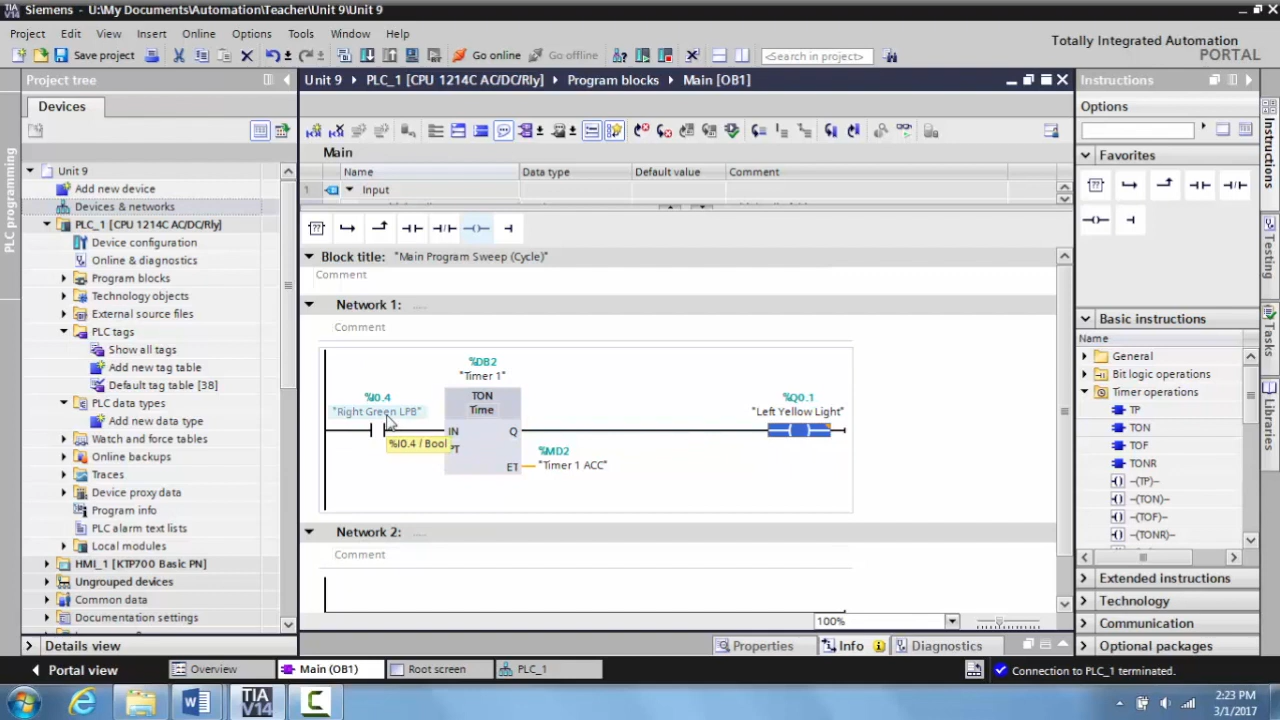 Siemens - U:\My Documents\Automation\Teacher\Unit 9\Unit 9
TIA
V14
Project Edit View Insert Online Options Tools Window Help
Totally Integrated Automation
PORTAL
Save project Go online Go offline <Search in project>
Project tree
Unit 9 PLC_1 [CPU 1214C AC/DC/Rly] Program blocks Main [OB1]
Instructions
Devices
Options
PLC programming
Main
Name Data type Default value Comment
1 Input
Favorites
Unit 9
Add new device
Devices & networks
PLC_1 [CPU 1214C AC/DC/Rly]
Device configuration
Online & diagnostics
Program blocks
Technology objects
External source files
PLC tags
Show all tags
Add new tag table
Default tag table [38]
PLC data types
Add new data type
Watch and force tables
Online backups
Traces
Device proxy data
Program info
PLC alarm text lists
Local modules
HMI_1 [KTP700 Basic PN]
Ungrouped devices
Common data
Documentation settings
Details view
??
Block title: "Main Program Sweep (Cycle)"
Comment
Network 1: .....
Comment
%DB2
"Timer 1"
TON
Time
%I0.4
"Right Green LPB"
%I0.4 / Bool
IN Q
PT
ET
%MD2
"Timer 1 ACC"
%Q0.1
"Left Yellow Light"
Network 2: .....
Comment
100%
Properties Info Diagnostics
??
Basic instructions
Name
General
Bit logic operations
Timer operations
TP
TON
TOF
TONR
-(TP)-
-(TON)-
-(TOF)-
-(TONR)-
Extended instructions
Technology
Communication
Optional packages
Instructions
Testing
Tasks
Libraries
Portal view Overview Main (OB1) Root screen PLC_1
Connection to PLC_1 terminated.
TIA
V14
2:23 PM
3/1/2017